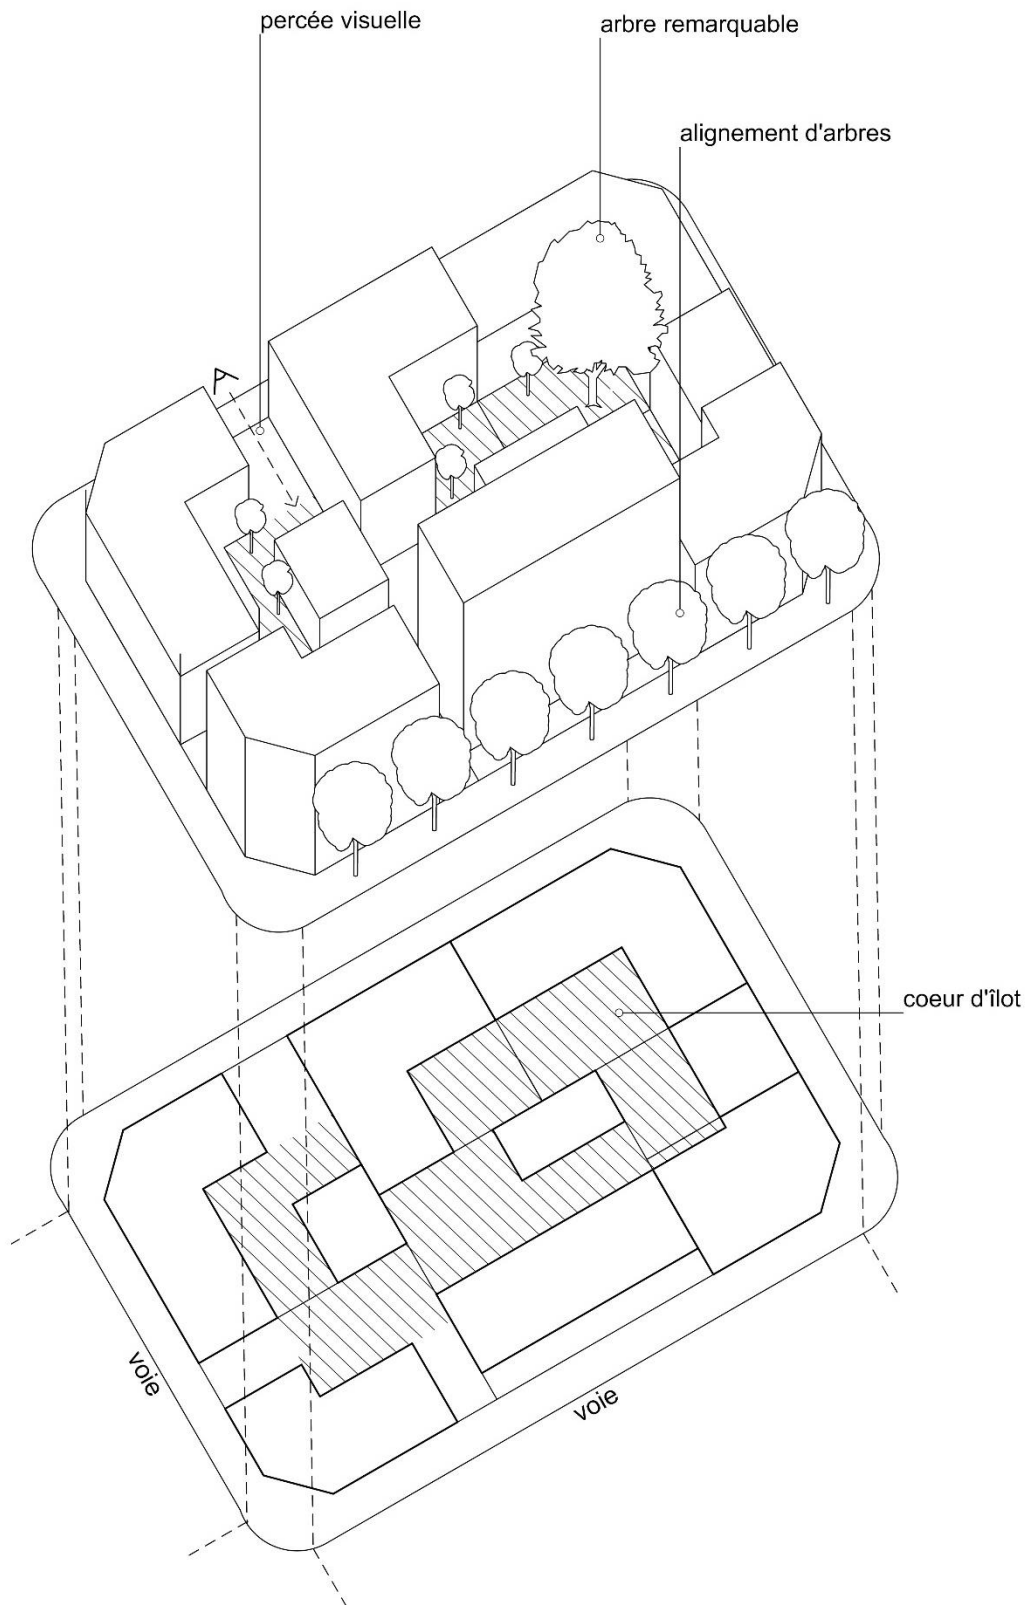 percée visuelle
arbre remarquable
alignement d'arbres
coeur d'îlot
voie
voie